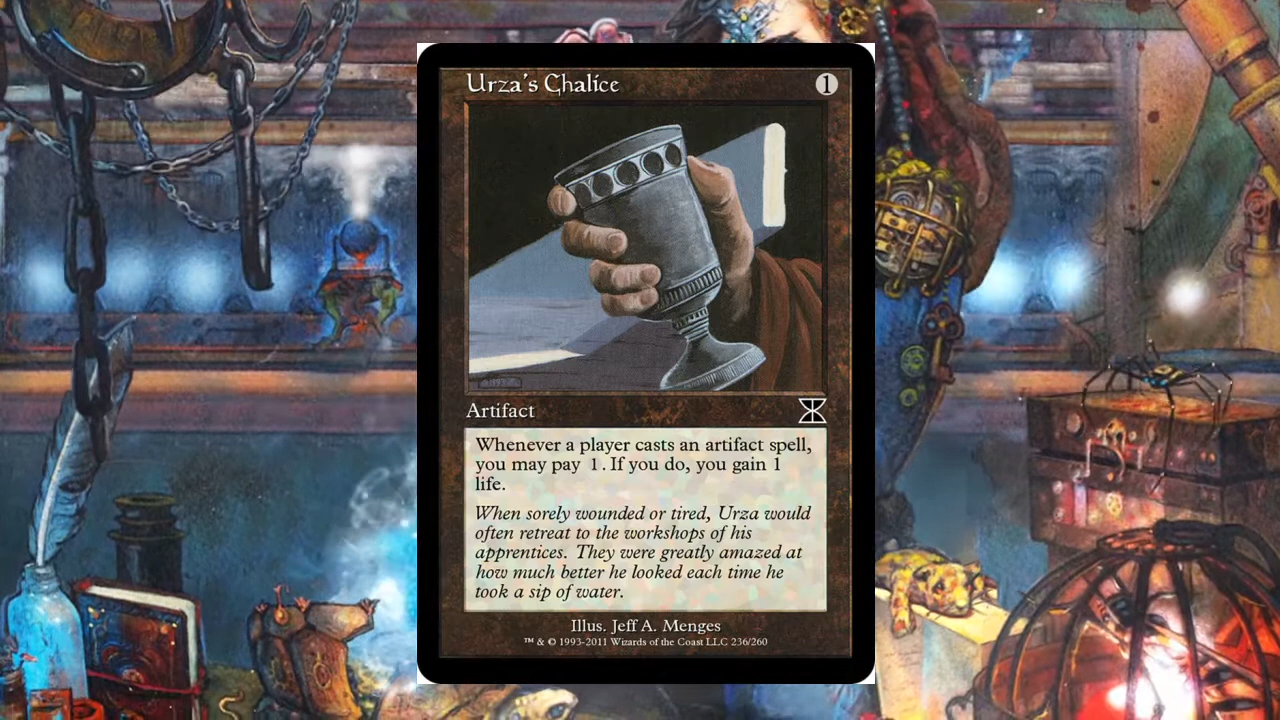 Urza's Chalice 1
Artifact
Whenever a player casts an artifact spell,
you may pay 1. If you do, you gain 1
life.
When sorely wounded or tired, Urza would
often retreat to the workshops of his
apprentices. They were greatly amazed at
how much better he looked each time he
took a sip of water.
Illus. Jeff A. Menges
™ & © 1993-2011 Wizards of the Coast LLC 236/260